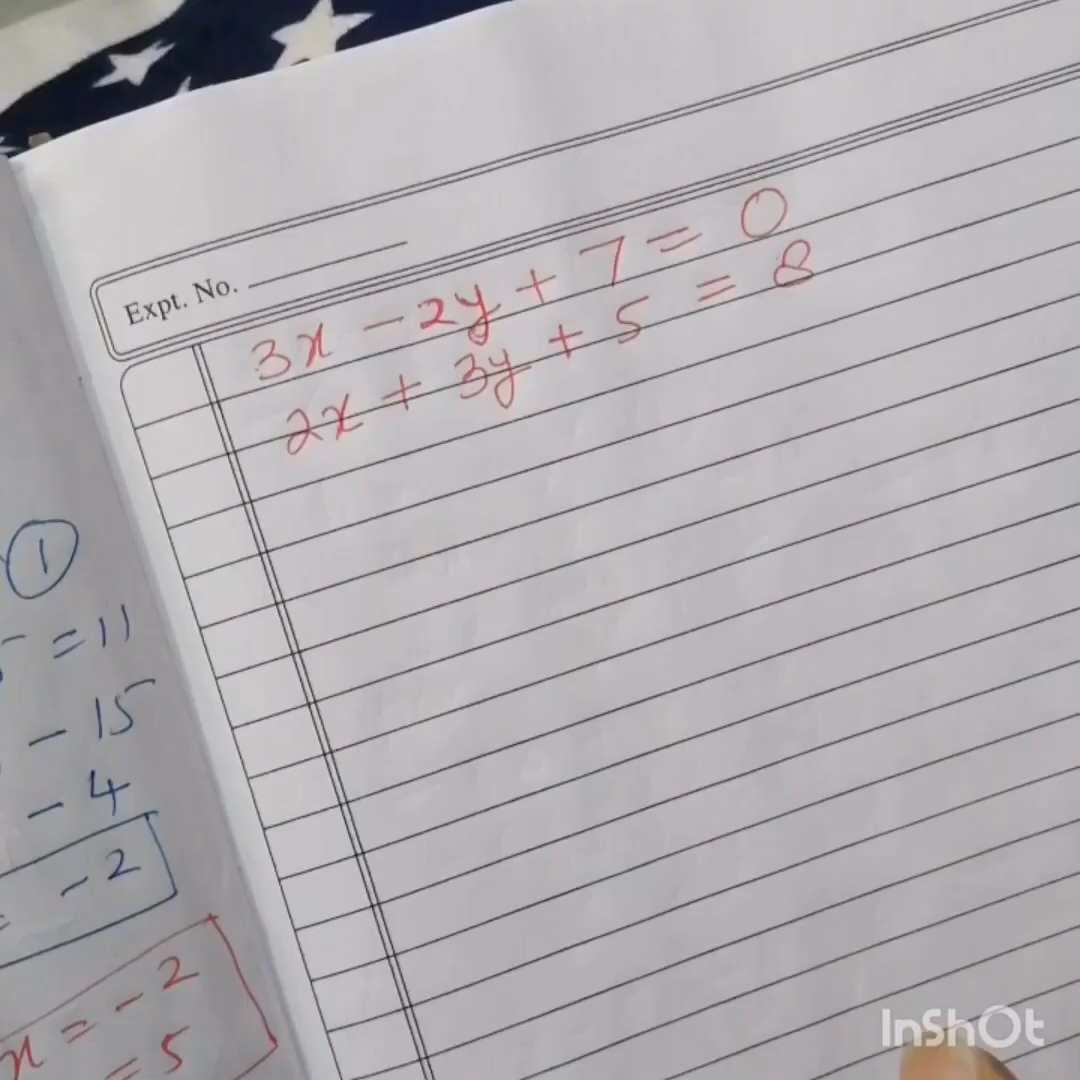 Expt. No.
3x - 2y + 7 = 0
2x + 3y + 5 = 8
1
= 11
- 15
- 4
= -2
x = -2
= 5
InShOt